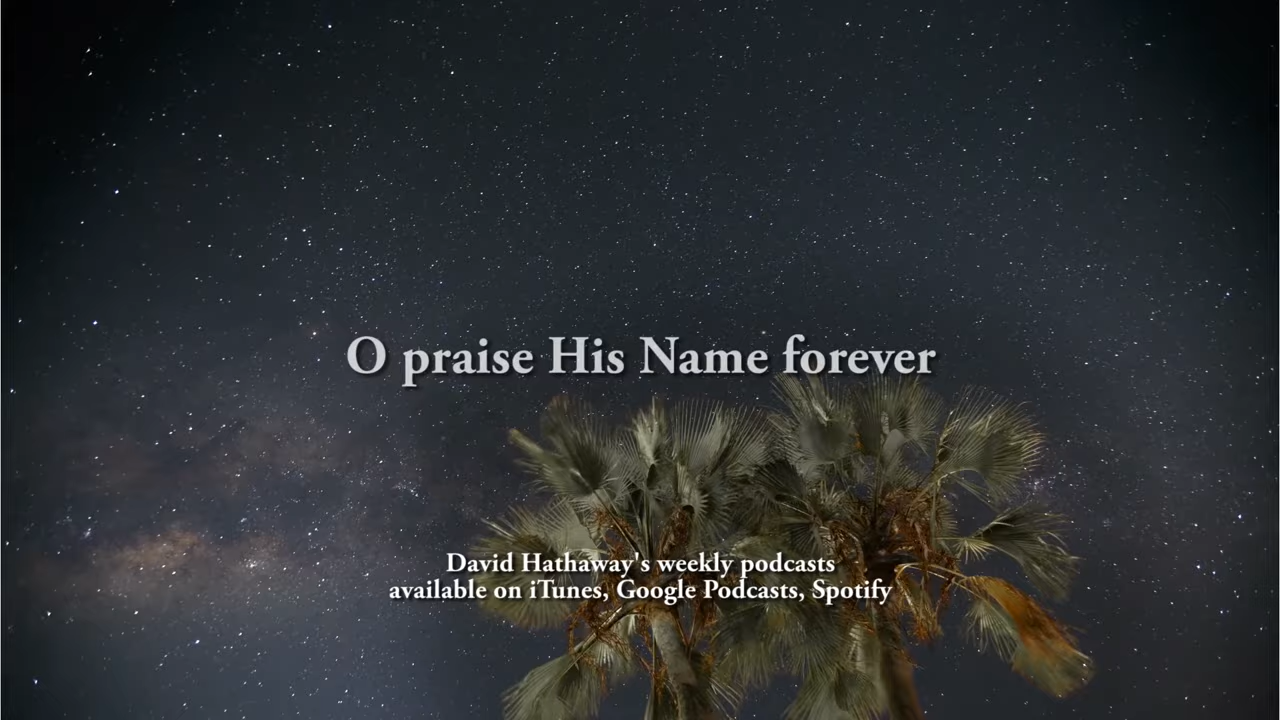 O praise His Name forever
David Hathaway's weekly podcasts
available on iTunes, Google Podcasts, Spotify